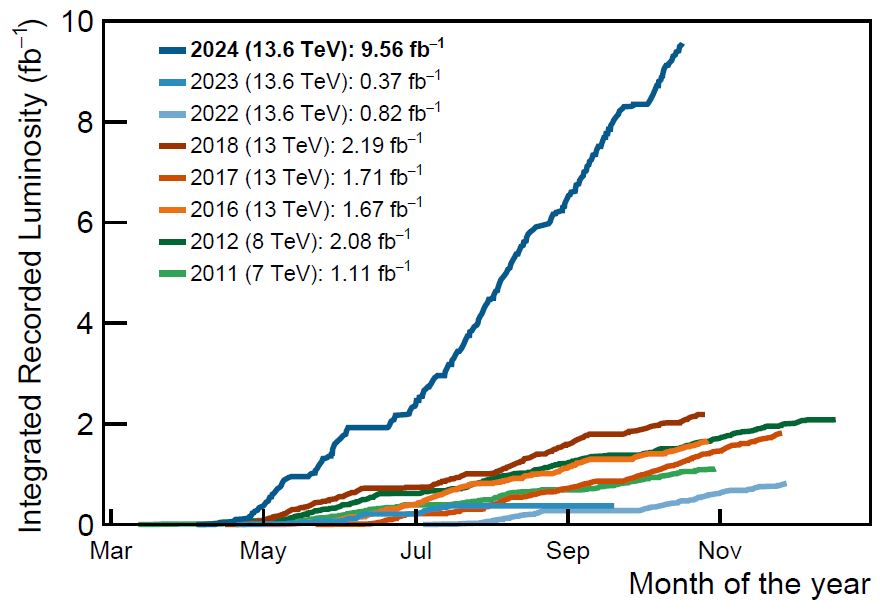 Integrated Recorded Luminosity (fb⁻¹)
10
8
6
4
2
0
2024 (13.6 TeV): 9.56 fb⁻¹
2023 (13.6 TeV): 0.37 fb⁻¹
2022 (13.6 TeV): 0.82 fb⁻¹
2018 (13 TeV): 2.19 fb⁻¹
2017 (13 TeV): 1.71 fb⁻¹
2016 (13 TeV): 1.67 fb⁻¹
2012 (8 TeV): 2.08 fb⁻¹
2011 (7 TeV): 1.11 fb⁻¹
Mar May Jul Sep Nov
Month of the year